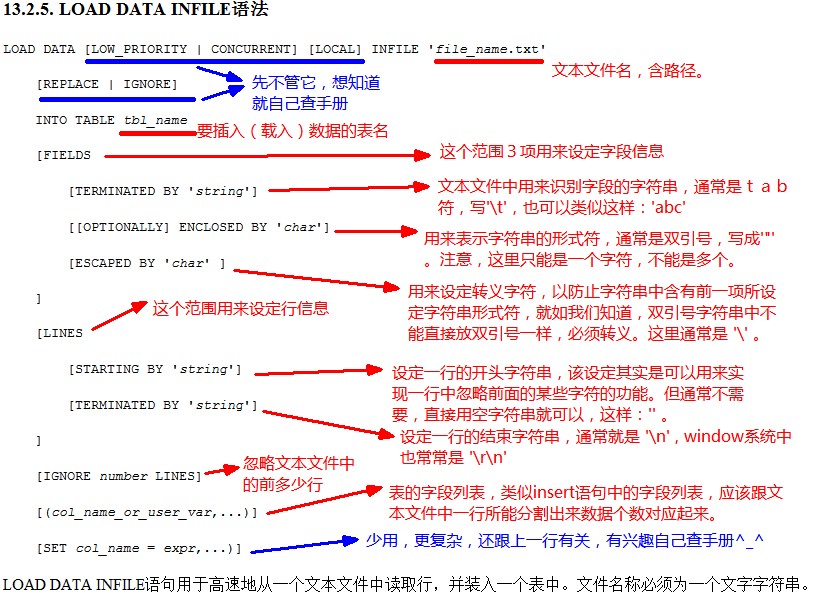 13.2.5. LOAD DATA INFILE语法
LOAD DATA [LOW_PRIORITY | CONCURRENT] [LOCAL] INFILE 'file_name.txt'
文本文件名，含路径。
[REPLACE | IGNORE]
先不管它，想知道
就自己查手册
INTO TABLE tbl_name
要插入（载入）数据的表名
[FIELDS
这个范围３项用来设定字段信息
[TERMINATED BY 'string']
文本文件中用来识别字段的字符串，通常是ｔａｂ
符，写'\t'，也可以类似这样：'abc'
[[OPTIONALLY] ENCLOSED BY 'char']
用来表示字符串的形式符，通常是双引号，写成'"'
。注意，这里只能是一个字符，不能是多个。
[ESCAPED BY 'char' ]
用来设定转义字符，以防止字符串中含有前一项所设
定字符串形式符，就如我们知道，双引号字符串中不
能直接放双引号一样，必须转义。这里通常是 '\' 。
]
这个范围用来设定行信息
[LINES
[STARTING BY 'string']
设定一行的开头字符串，该设定其实是可以用来实
现一行中忽略前面的某些字符的功能。但通常不需
要，直接用空字符串就可以，这样：'' 。
[TERMINATED BY 'string']
设定一行的结束字符串，通常就是 '\n'，window系统中
也常常是 '\r\n'
]
[IGNORE number LINES]
忽略文本文件中
的前多少行
[(col_name_or_user_var,...)]
表的字段列表，类似insert语句中的字段列表，应该跟文
本文件中一行所能分割出来数据个数对应起来。
[SET col_name = expr,...)]
少用，更复杂，还跟上一行有关，有兴趣自己查手册^_^
LOAD DATA INFILE语句用于高速地从一个文本文件中读取行，并装入一个表中。文件名称必须为一个文字字符串。